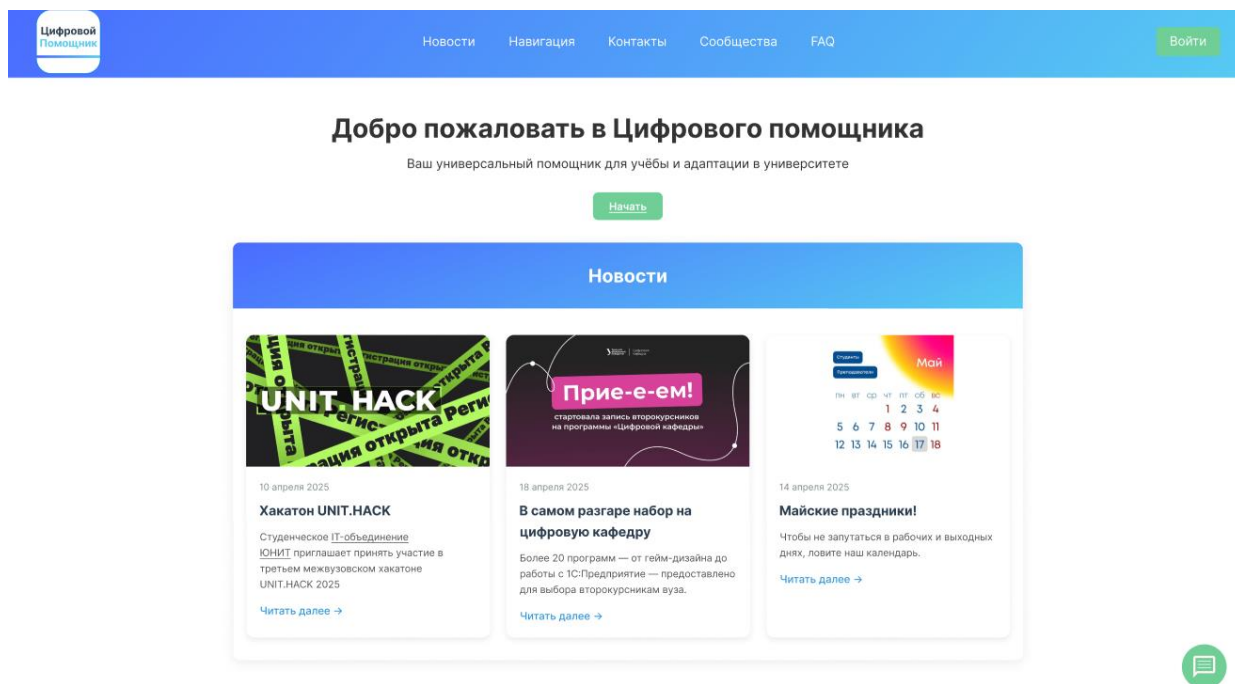 Цифровой
Помощник
Новости
Навигация
Контакты
Сообщества
FAQ
Войти
Добро пожаловать в Цифрового помощника
Ваш универсальный помощник для учёбы и адаптации в университете
Начать
Новости
Регистрация открыта
UNIT.HACK
10 апреля 2025
Хакатон UNIT.HACK
Студенческое IT-объединение
ЮНИТ приглашает принять участие в
третьем межвузовском хакатоне
UNIT.HACK 2025
Читать далее →
Прие-е-ем!
стартовала запись второкурсников
на программы «Цифровой кафедры»
18 апреля 2025
В самом разгаре набор на
цифровую кафедру
Более 20 программ — от гейм-дизайна до
работы с 1С:Предприятие — предоставлено
для выбора второкурсникам вуза.
Читать далее →
Студенты
Преподаватели
Май
пн вт ср чт пт сб вс
1 2 3 4
5 6 7 8 9 10 11
12 13 14 15 16 17 18
14 апреля 2025
Майские праздники!
Чтобы не запутаться в рабочих и выходных
днях, ловите наш календарь.
Читать далее →